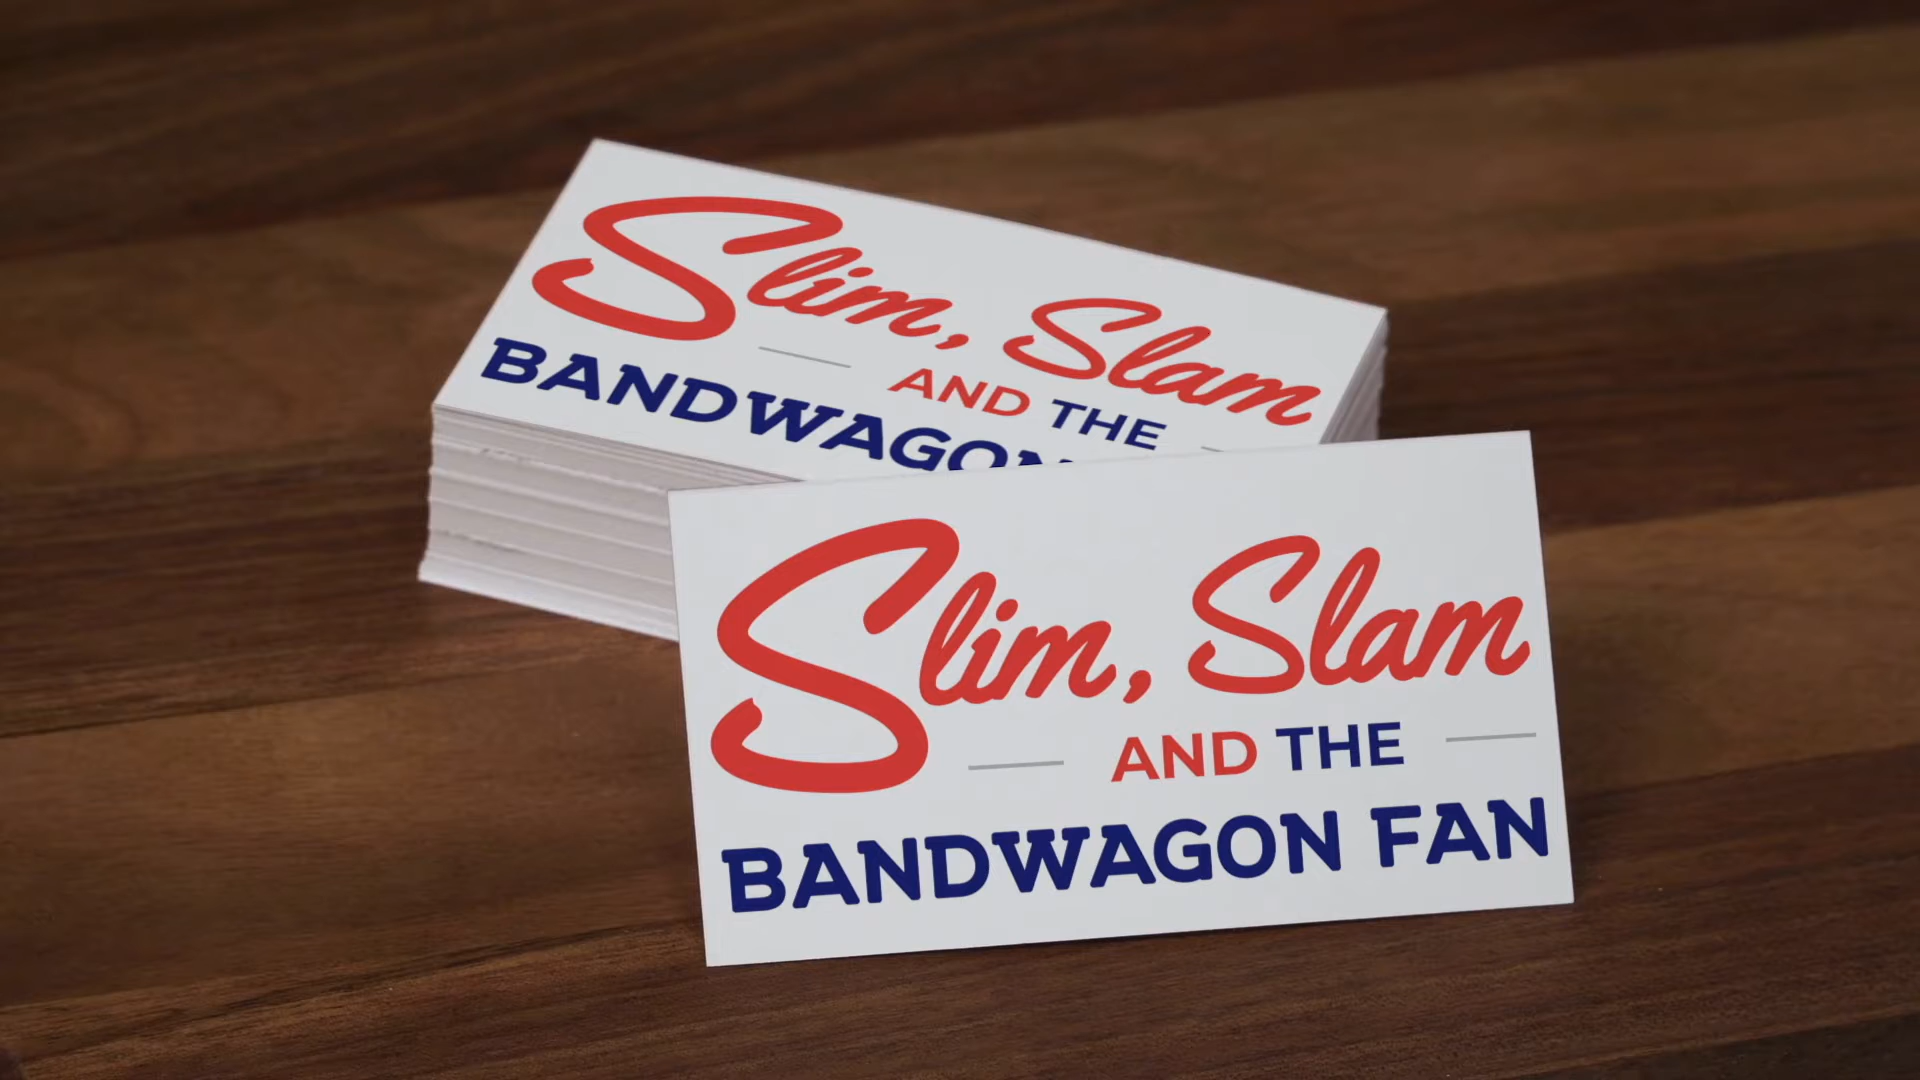 Slim, Slam
AND THE
BANDWAGON
Slim, Slam
AND THE
BANDWAGON FAN